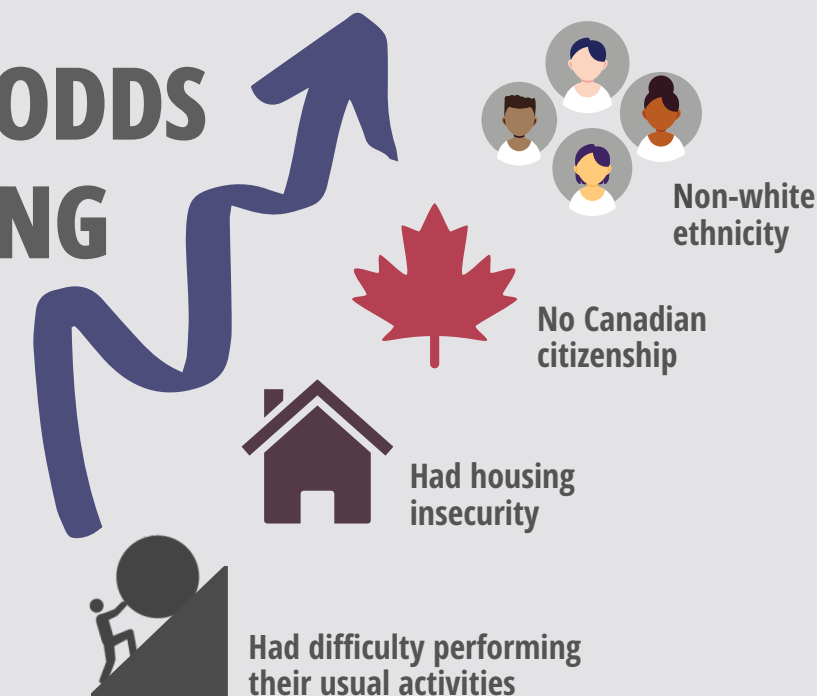 ODDS
NG
Non-white
ethnicity
No Canadian
citizenship
Had housing
insecurity
Had difficulty performing
their usual activities